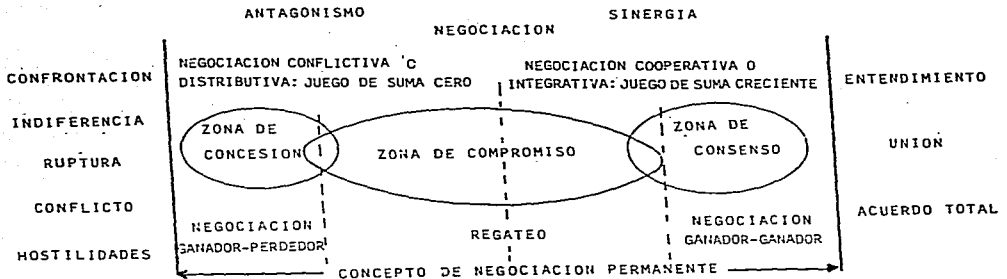 ANTAGONISMO SINERGIA
NEGOCIACION
CONFRONTACION
INDIFERENCIA
RUPTURA
CONFLICTO
HOSTILIDADES
NEGOCIACION CONFLICTIVA 'C
DISTRIBUTIVA: JUEGO DE SUMA CERO
NEGOCIACION COOPERATIVA O
INTEGRATIVA: JUEGO DE SUMA CRECIENTE
ZONA DE
CONCESION
ZONA DE COMPROMISO
ZONA DE
CONSENSO
NEGOCIACION
GANADOR-PERDEDOR
REGATEO
NEGOCIACION
GANADOR-GANADOR
CONCEPTO DE NEGOCIACION PERMANENTE
ENTENDIMIENTO
UNION
ACUERDO TOTAL